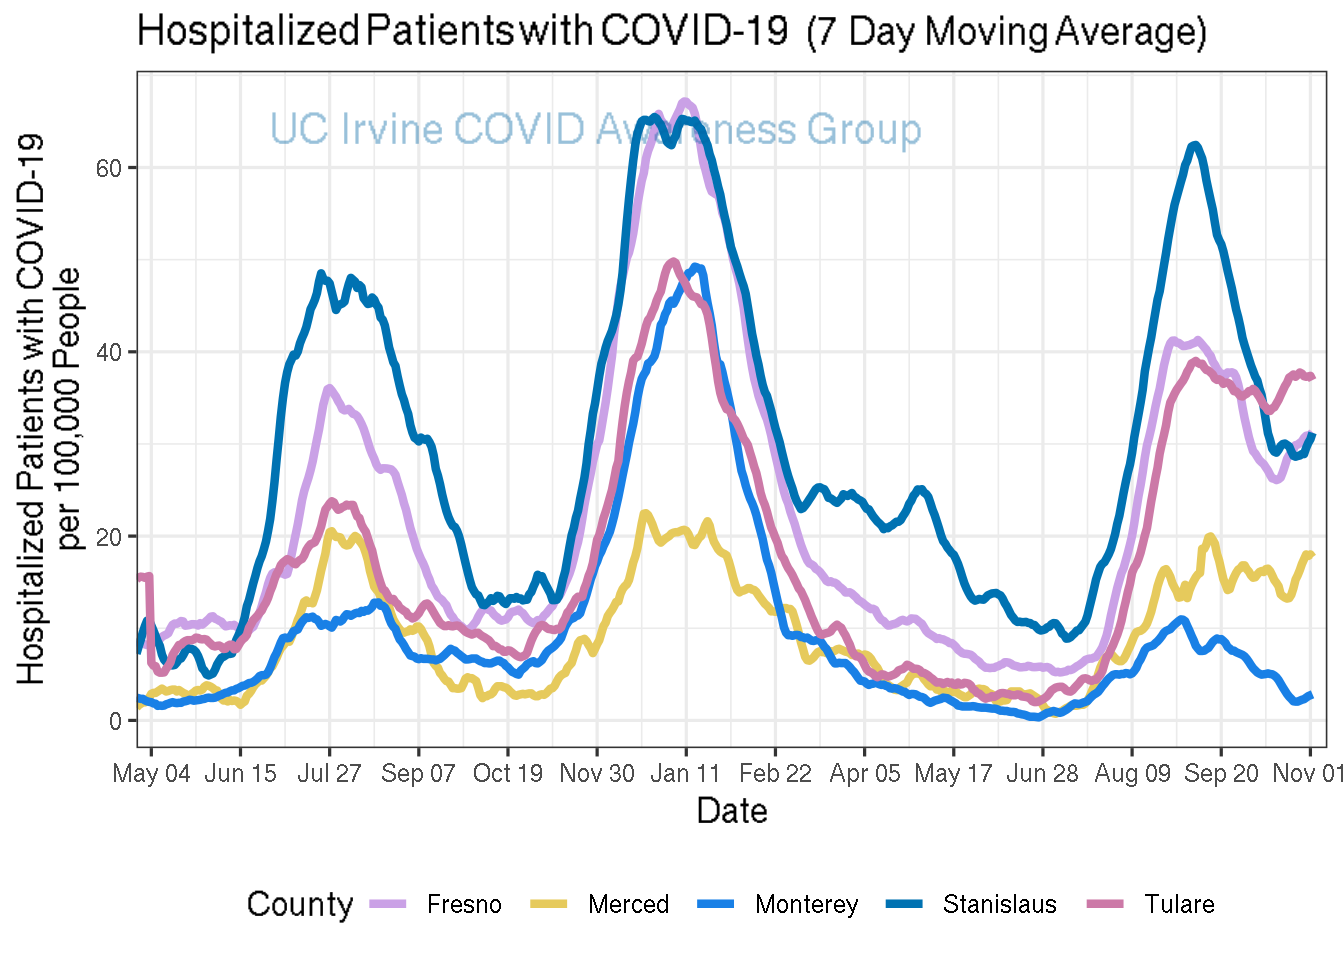 Hospitalized Patients with COVID-19 (7 Day Moving Average)
UC Irvine COVID Awareness Group
Hospitalized Patients with COVID-19
per 100,000 People
60
40
20
0
May 04 Jun 15 Jul 27 Sep 07 Oct 19 Nov 30 Jan 11 Feb 22 Apr 05 May 17 Jun 28 Aug 09 Sep 20 Nov 01
Date
County Fresno Merced Monterey Stanislaus Tulare